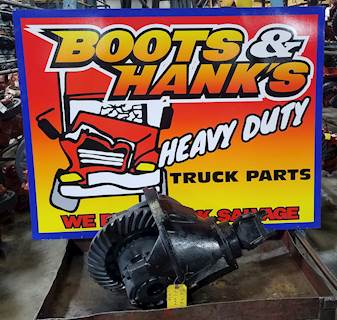 BOOTS &
HANK'S
HEAVY DUTY
TRUCK PARTS
WE SALVAGE